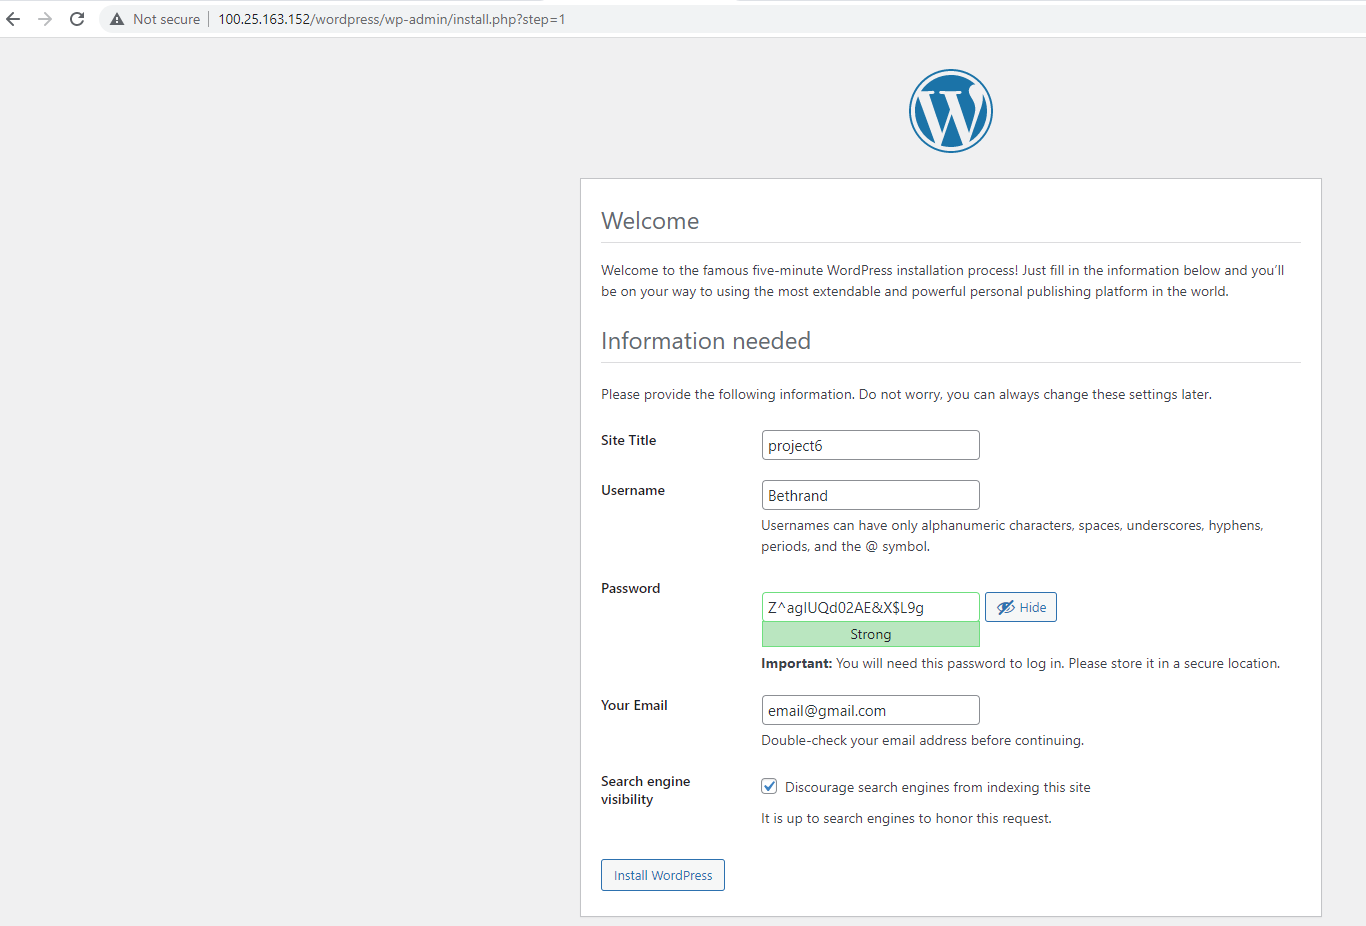 Not secure 100.25.163.152/wordpress/wp-admin/install.php?step=1
Welcome
Welcome to the famous five-minute WordPress installation process! Just fill in the information below and you’ll
be on your way to using the most extendable and powerful personal publishing platform in the world.
Information needed
Please provide the following information. Do not worry, you can always change these settings later.
Site Title project6
Username Bethrand
Usernames can have only alphanumeric characters, spaces, underscores, hyphens,
periods, and the @ symbol.
Password Z^agIUQd02AE&X$L9g Hide
Strong
Important: You will need this password to log in. Please store it in a secure location.
Your Email email@gmail.com
Double-check your email address before continuing.
Search engine
visibility
Discourage search engines from indexing this site
It is up to search engines to honor this request.
Install WordPress